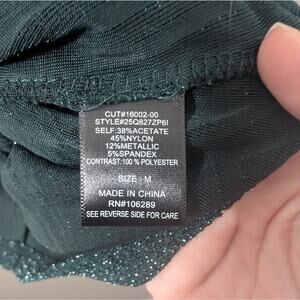 CUT#16002-00
STYLE#25Q827ZP6I
SELF:38%ACETATE
45%NYLON
12%METALLIC
5%SPANDEX
CONTRAST:100 % POLYESTER
SIZE : M
MADE IN CHINA
RN#106289
SEE REVERSE SIDE FOR CARE